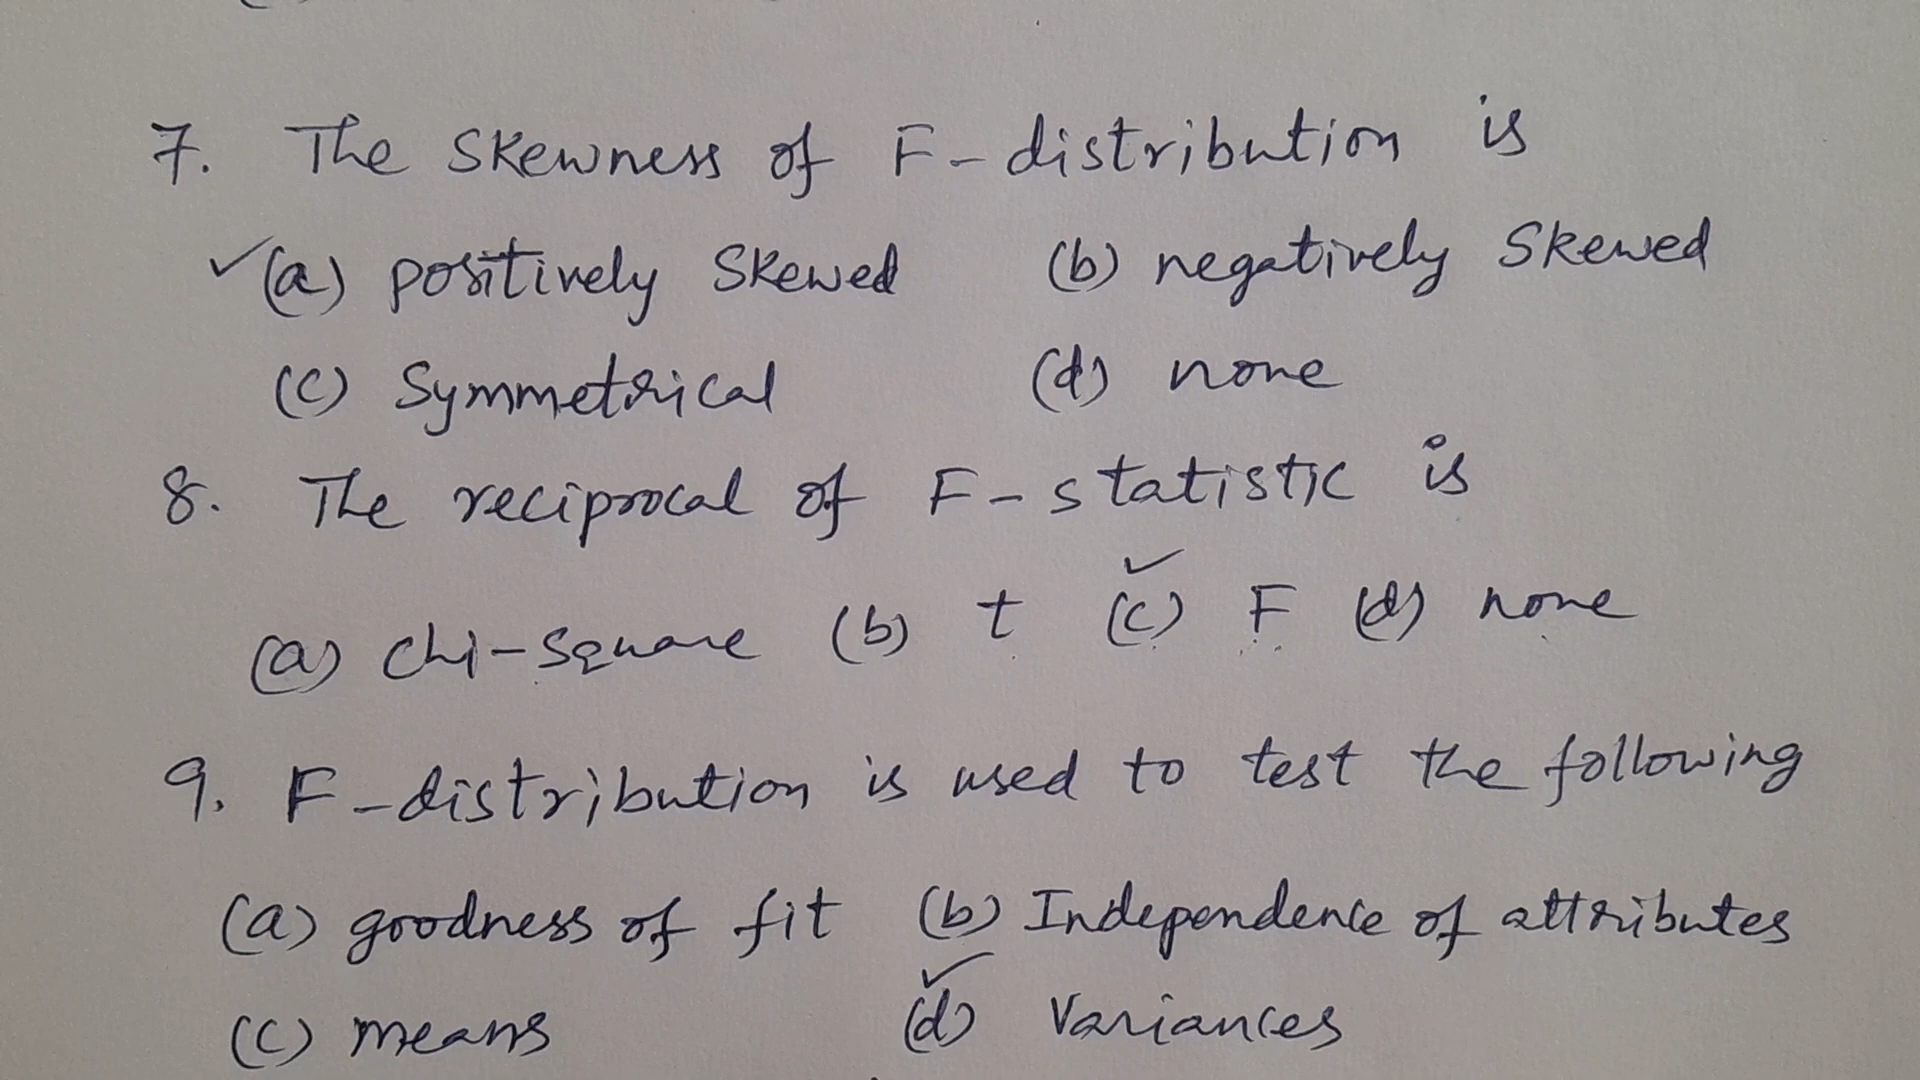 7. The Skewness of F-distribution is
✓(a) positively Skewed (b) negatively Skewed
(c) Symmetrical (d) none
8. The reciprocal of F-statistic is
(a) chi-square (b) t ✓(c) F (d) none
9. F-distribution is used to test the following
(a) goodness of fit (b) Independence of attributes
(c) means ✓(d) Variances